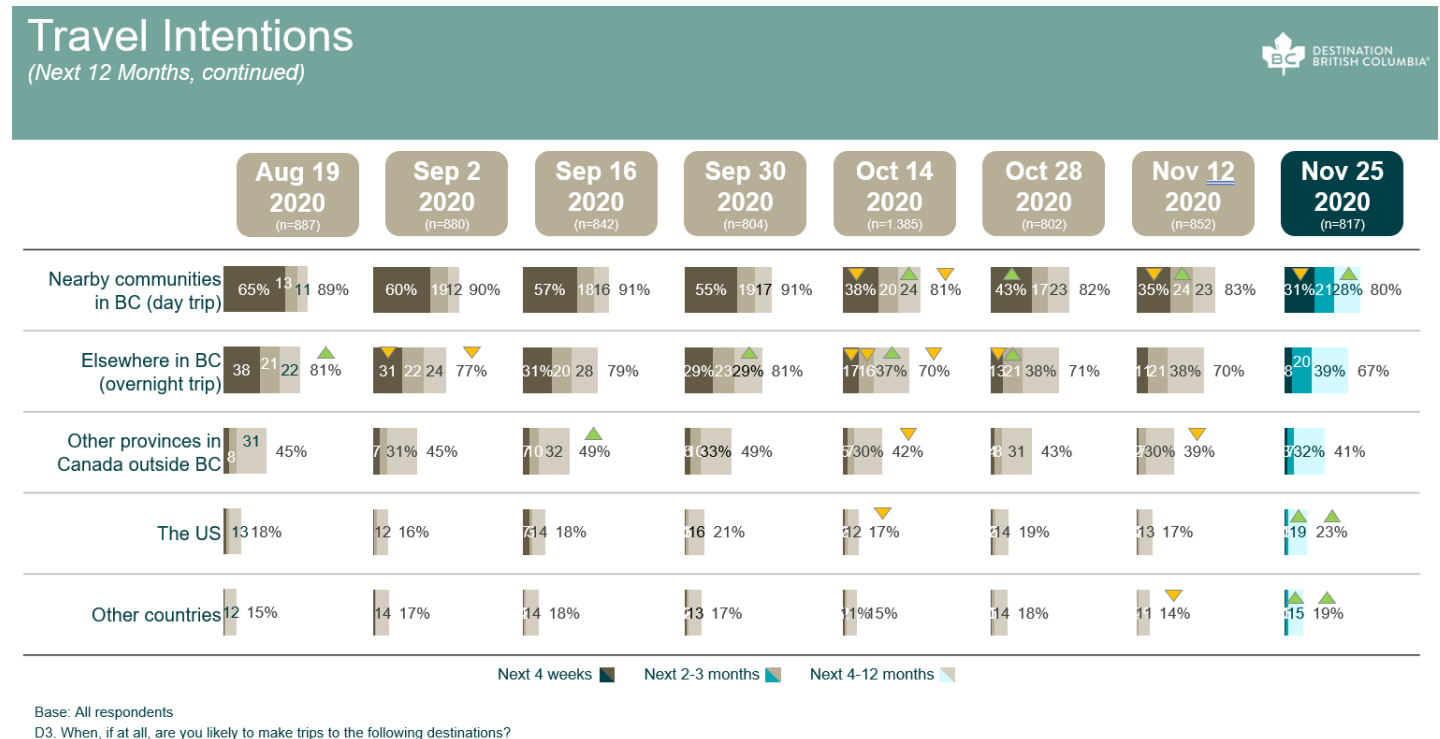 Travel Intentions
(Next 12 Months, continued)
DESTINATION
BRITISH COLUMBIA®
BC
Aug 19
2020
(n=887)
Sep 2
2020
(n=880)
Sep 16
2020
(n=842)
Sep 30
2020
(n=804)
Oct 14
2020
(n=1.385)
Oct 28
2020
(n=802)
Nov 12
2020
(n=852)
Nov 25
2020
(n=817)
Nearby communities
in BC (day trip)
65% 13 11 89%
60% 19 12 90%
57% 18 16 91%
55% 19 17 91%
38% 20 24 81%
43% 17 23 82%
35% 24 23 83%
31% 21 28% 80%
Elsewhere in BC
(overnight trip)
38 21 22 81%
31 22 24 77%
31% 20 28 79%
29% 23 29% 81%
17 16 37% 70%
13 21 38% 71%
11 21 38% 70%
8 20 39% 67%
Other provinces in
Canada outside BC
8 31 45%
7 31% 45%
7 10 32 49%
33% 49%
30% 42%
8 31 43%
7 30% 39%
32% 41%
The US
13 18%
12 16%
14 18%
16 21%
12 17%
14 19%
13 17%
19 23%
Other countries
12 15%
14 17%
14 18%
13 17%
11% 15%
14 18%
11 14%
15 19%
Next 4 weeks
Next 2-3 months
Next 4-12 months
Base: All respondents
D3. When, if at all, are you likely to make trips to the following destinations?